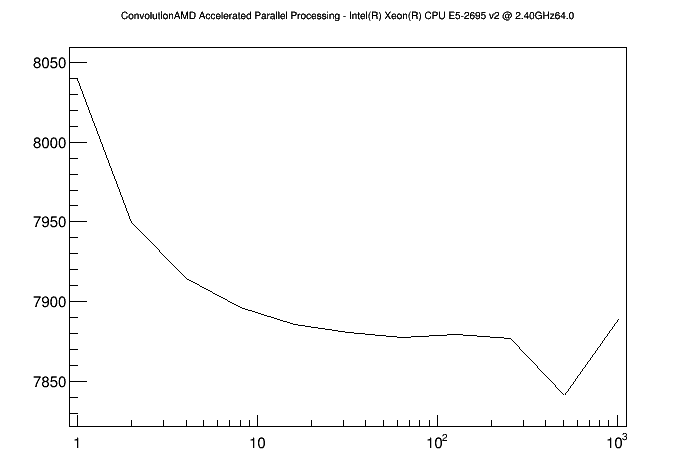 ConvolutionAMD Accelerated Parallel Processing - Intel(R) Xeon(R) CPU E5-2695 v2 @ 2.40GHz64.0
8050
8000
7950
7900
7850
1 10 10² 10³